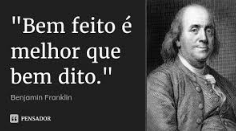 "Bem feito é
melhor que
bem dito."
Benjamin Franklin
PENSADOR